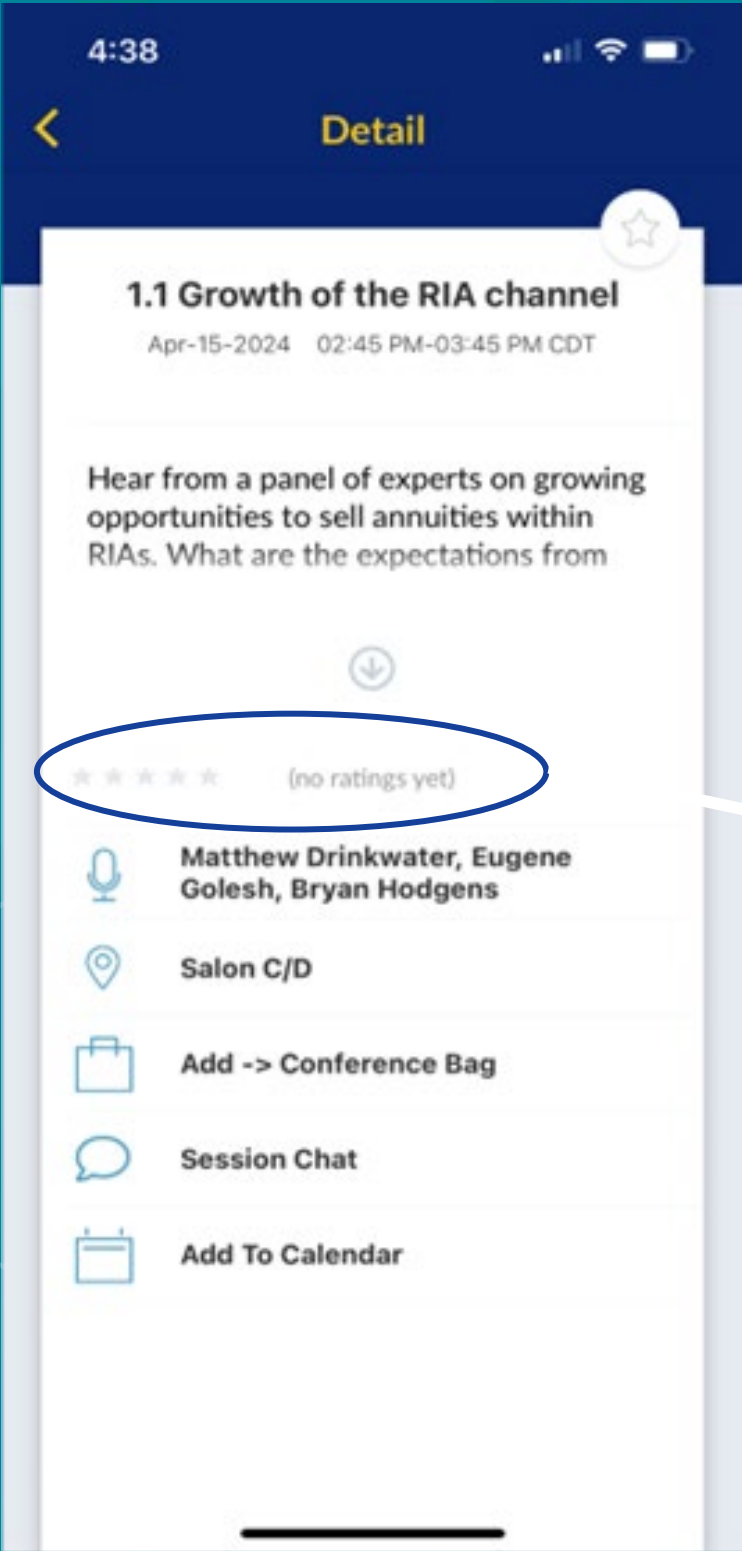 4:38
Detail
1.1 Growth of the RIA channel
Apr-15-2024 02:45 PM-03:45 PM CDT
Hear from a panel of experts on growing
opportunities to sell annuities within
RIAs. What are the expectations from
(no ratings yet)
Matthew Drinkwater, Eugene
Golesh, Bryan Hodgens
Salon C/D
Add -> Conference Bag
Session Chat
Add To Calendar